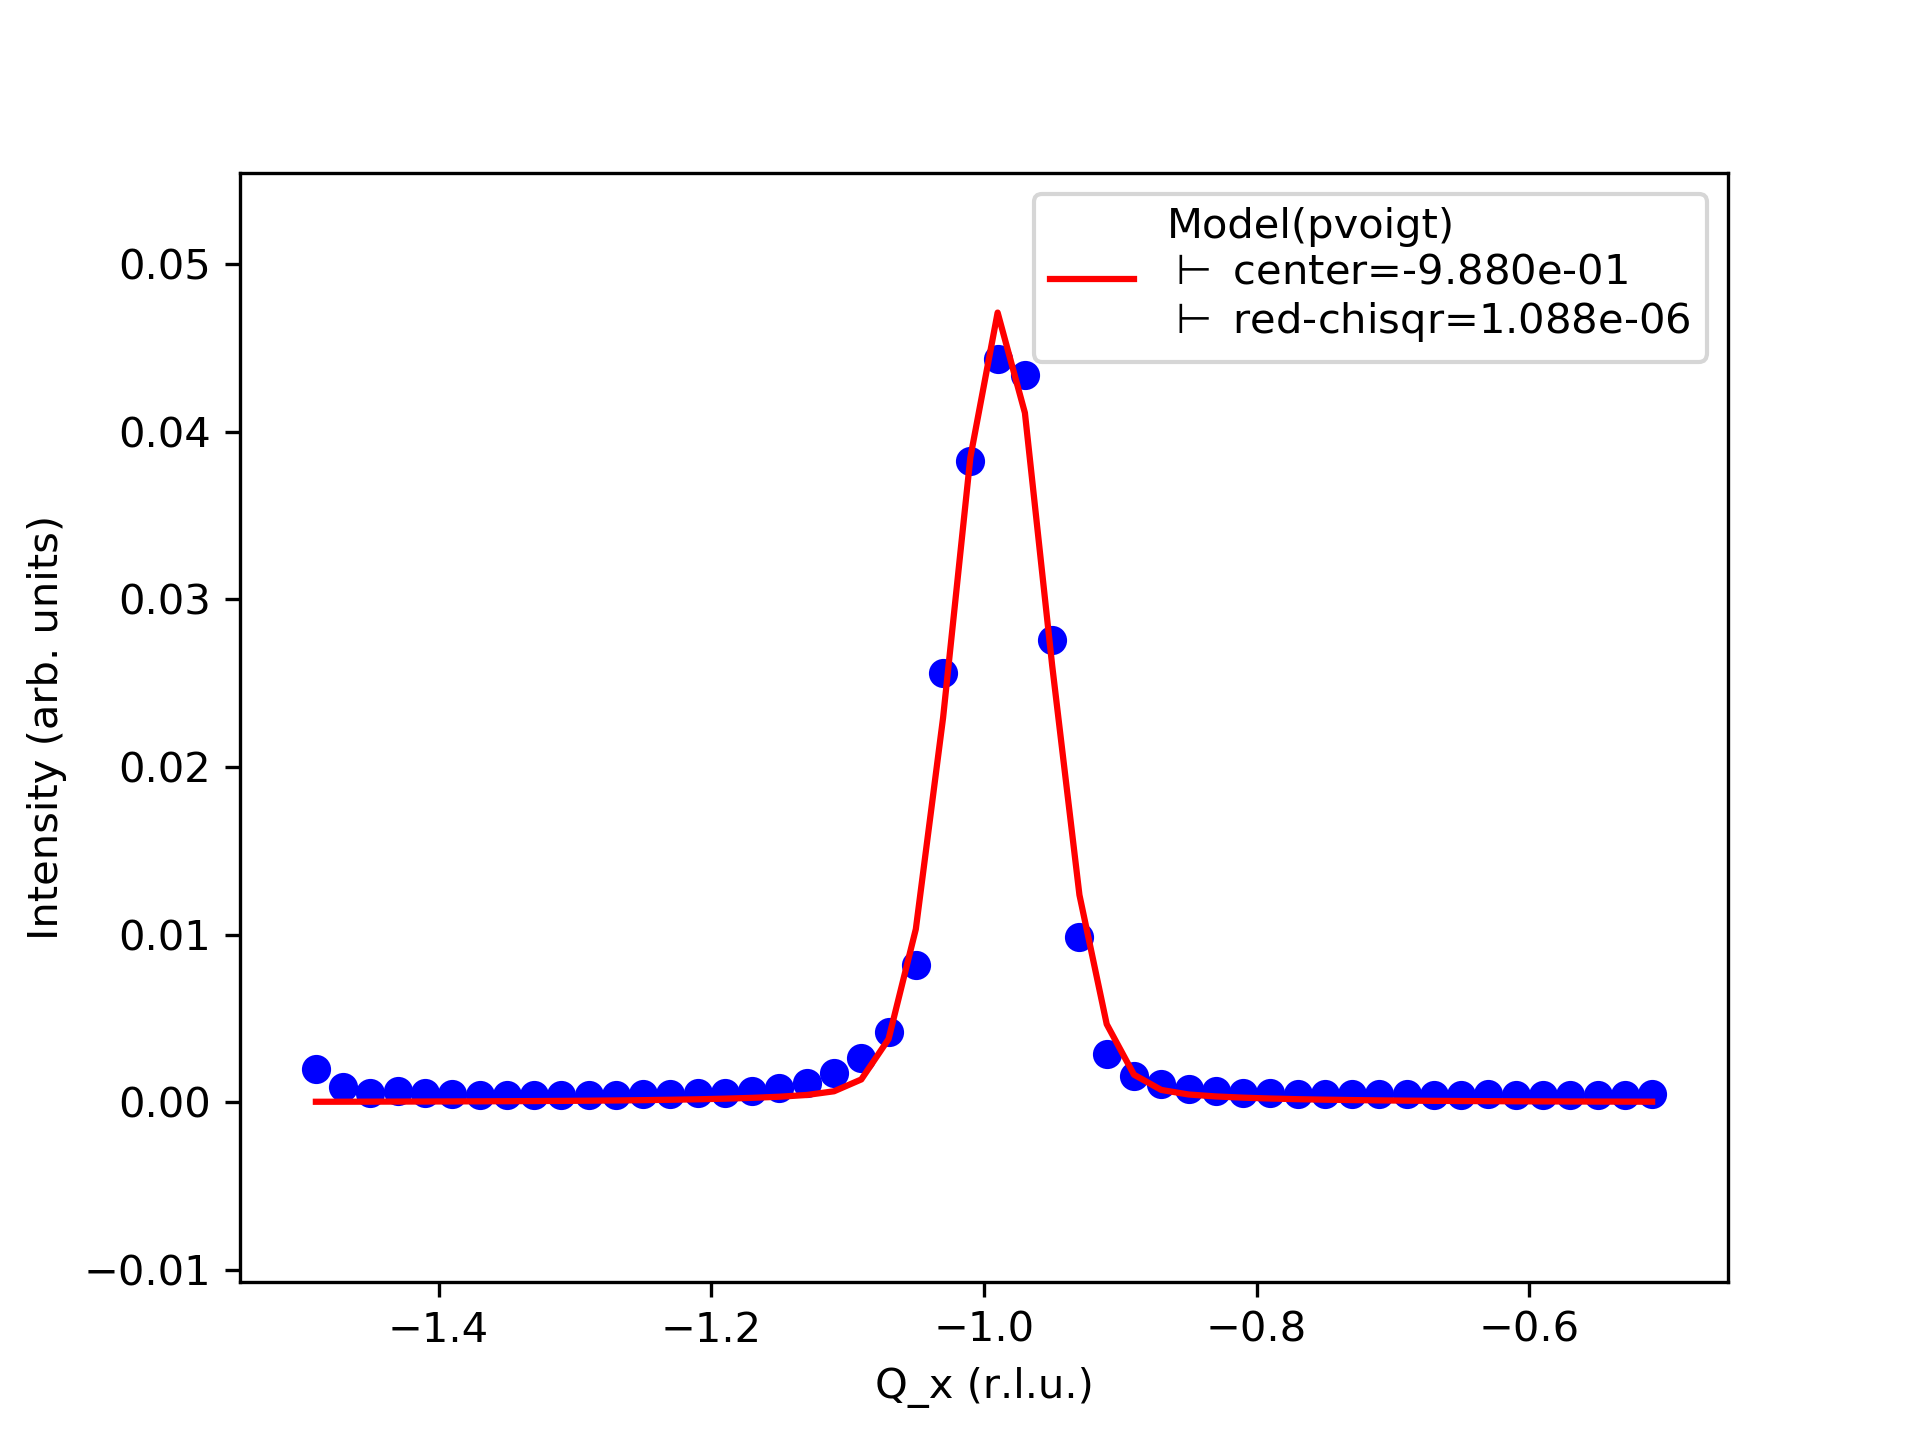 Model(pvoigt)
⊢ center=-9.880e-01
⊢ red-chisqr=1.088e-06
0.05
0.04
0.03
0.02
0.01
0.00
−0.01
Intensity (arb. units)
−1.4 −1.2 −1.0 −0.8 −0.6
Q_x (r.l.u.)